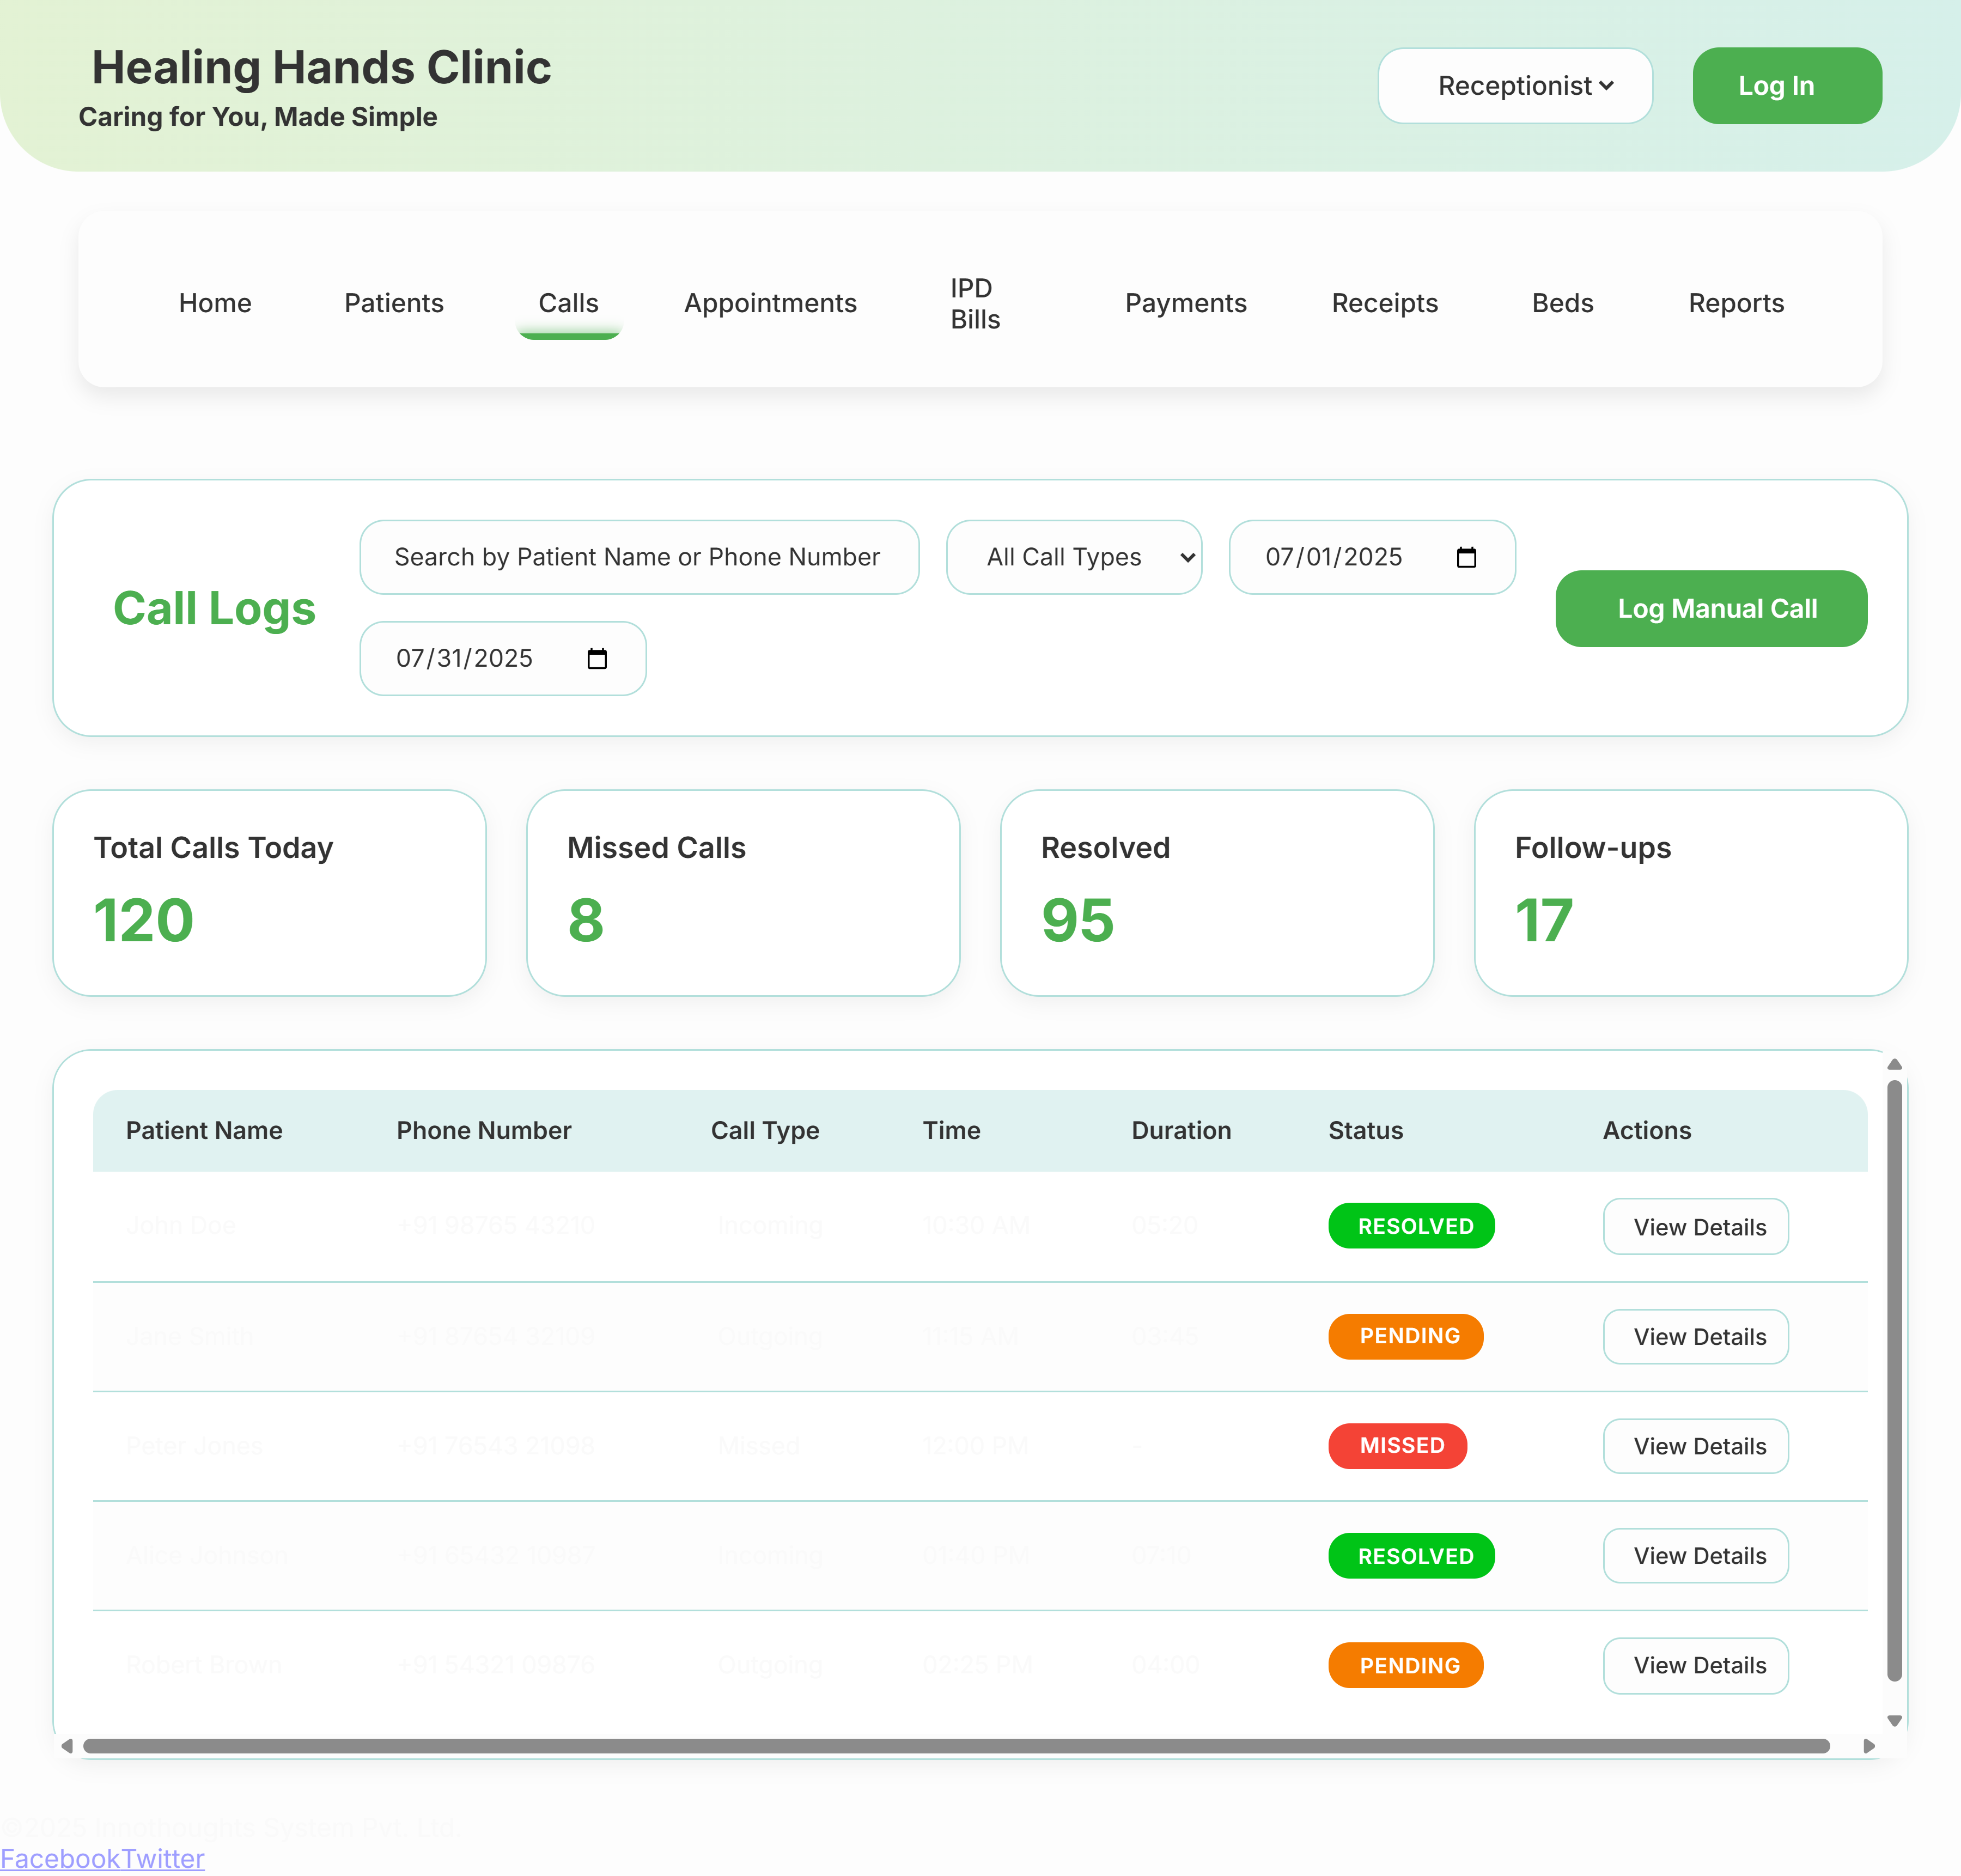 Healing Hands Clinic
Caring for You, Made Simple
Receptionist
Log In
Home
Patients
Calls
Appointments
IPD
Bills
Payments
Receipts
Beds
Reports
Call Logs
Search by Patient Name or Phone Number
All Call Types
07/01/2025
07/31/2025
Log Manual Call
Total Calls Today
120
Missed Calls
8
Resolved
95
Follow-ups
17
Patient Name Phone Number Call Type Time Duration Status Actions
John Doe +91 98765 43210 Incoming 10:30 AM 05:20 RESOLVED View Details
Jane Smith +91 87654 32109 Outgoing 11:15 AM 03:45 PENDING View Details
Peter Jones +91 76543 21098 Missed 12:00 PM - MISSED View Details
Alice Johnson +91 65432 10987 Incoming 01:40 PM 07:10 RESOLVED View Details
Robert Brown +91 54321 09876 Outgoing 02:25 PM 04:00 PENDING View Details
©2025 Innothoughts System Pvt. Ltd.
FacebookTwitter